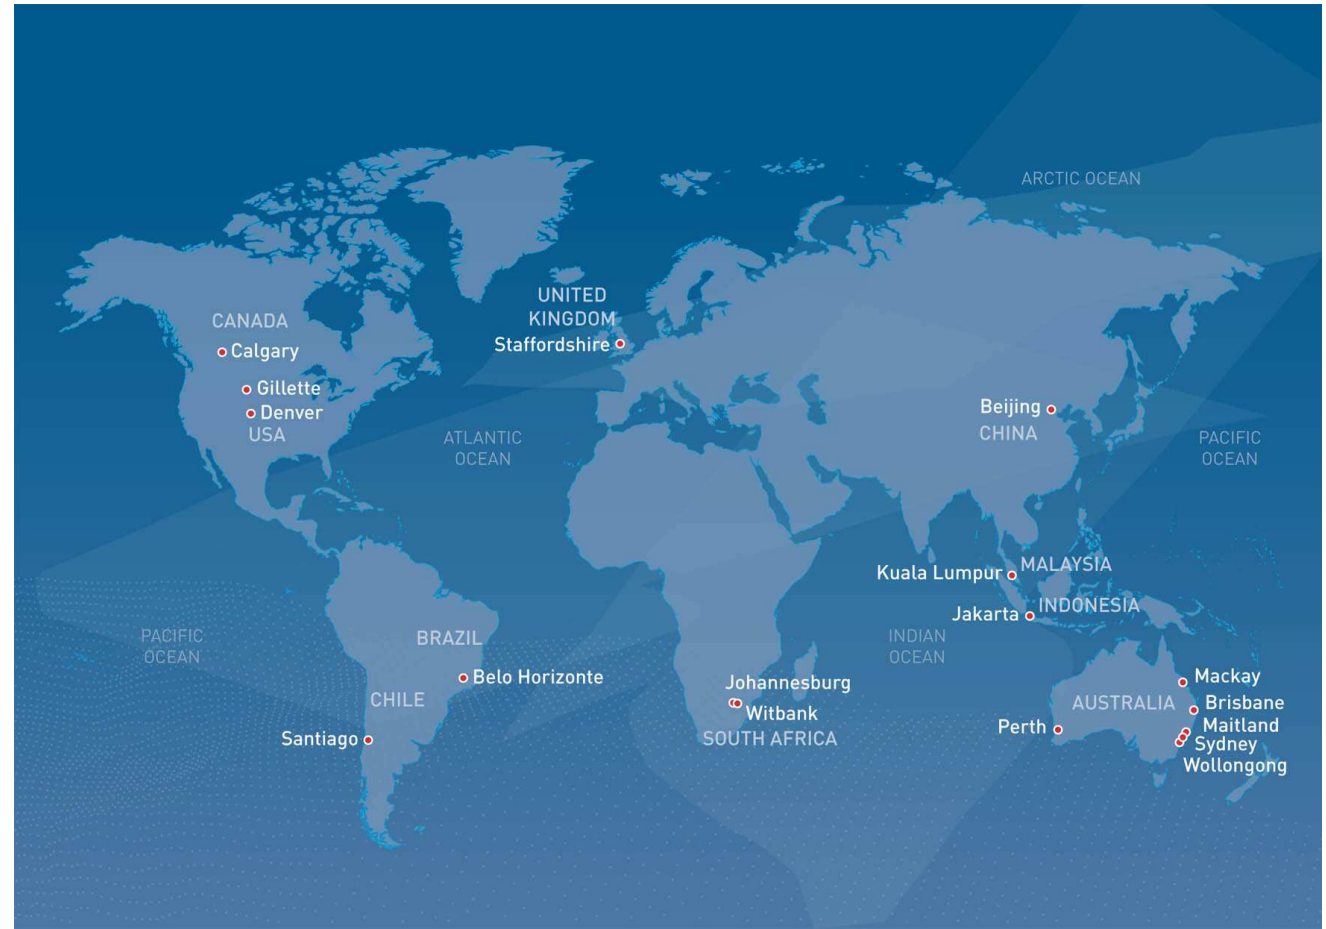 ARCTIC OCEAN
UNITED
KINGDOM
Staffordshire
CANADA
Calgary
Gillette
Denver
USA
ATLANTIC
OCEAN
Beijing
CHINA
PACIFIC
OCEAN
Kuala Lumpur
MALAYSIA
Jakarta
INDONESIA
PACIFIC
OCEAN
BRAZIL
Belo Horizonte
CHILE
Santiago
INDIAN
OCEAN
Johannesburg
Witbank
SOUTH AFRICA
AUSTRALIA
Perth
Mackay
Brisbane
Maitland
Sydney
Wollongong